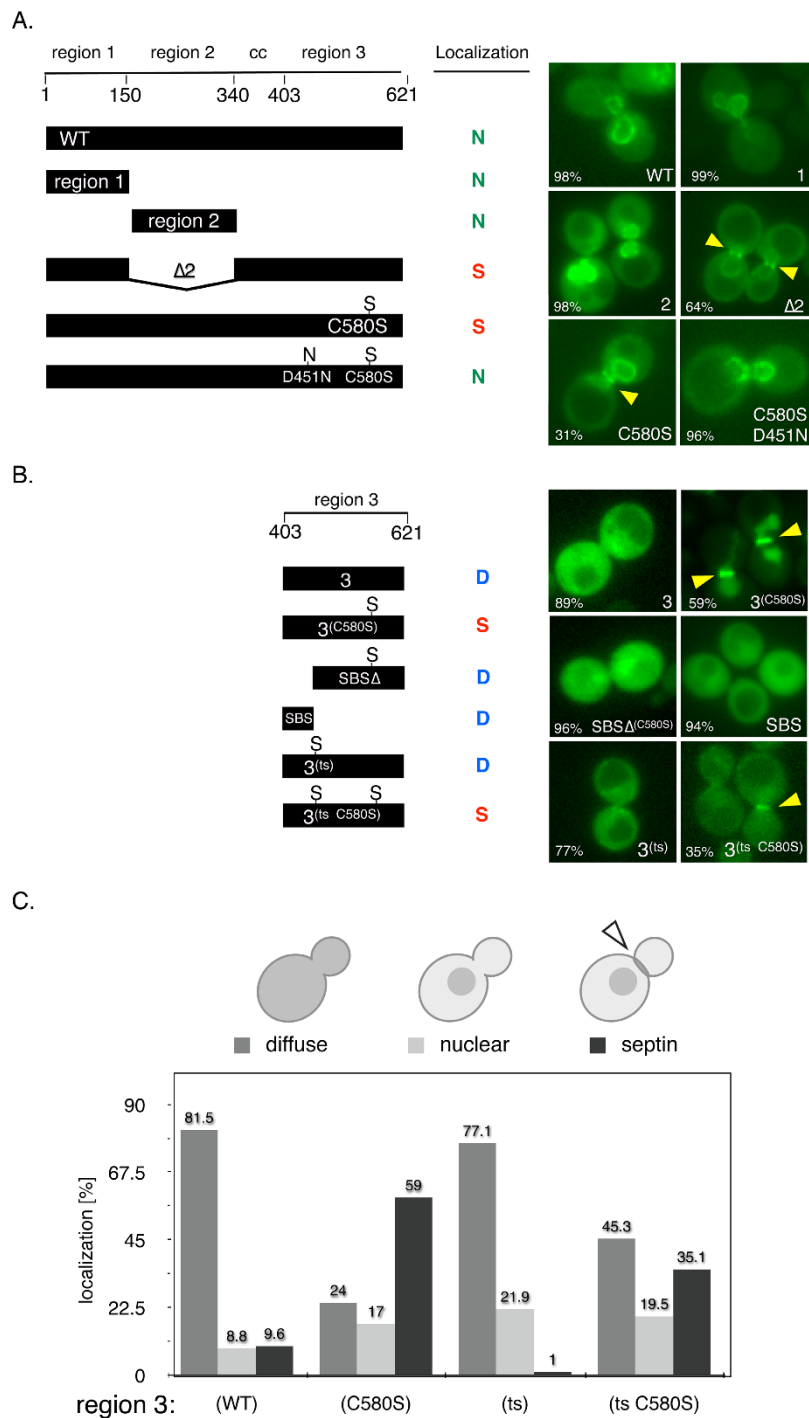 A.
region 1 region 2 cc region 3 Localization
1 150 340 403 621
WT N
region 1 N
region 2 N
Δ2 S
S
C580S S
N S
D451N C580S N
98% WT
99% 1
98% 2
64% Δ2
31% C580S
C580S
96% D451N
B.
region 3
403 621
3 D
S
3(C580S) S
S
SBSΔ D
SBS D
S
3(ts) D
S S
3(ts C580S) S
89% 3
59% 3(C580S)
96% SBSΔ(C580S)
94% SBS
77% 3(ts)
35% 3(ts C580S)
C.
diffuse nuclear septin
localization [%]
90
67.5
45
22.5
0
81.5 8.8 9.6
24 17 59
77.1 21.9 1
45.3 19.5 35.1
region 3: (WT) (C580S) (ts) (ts C580S)